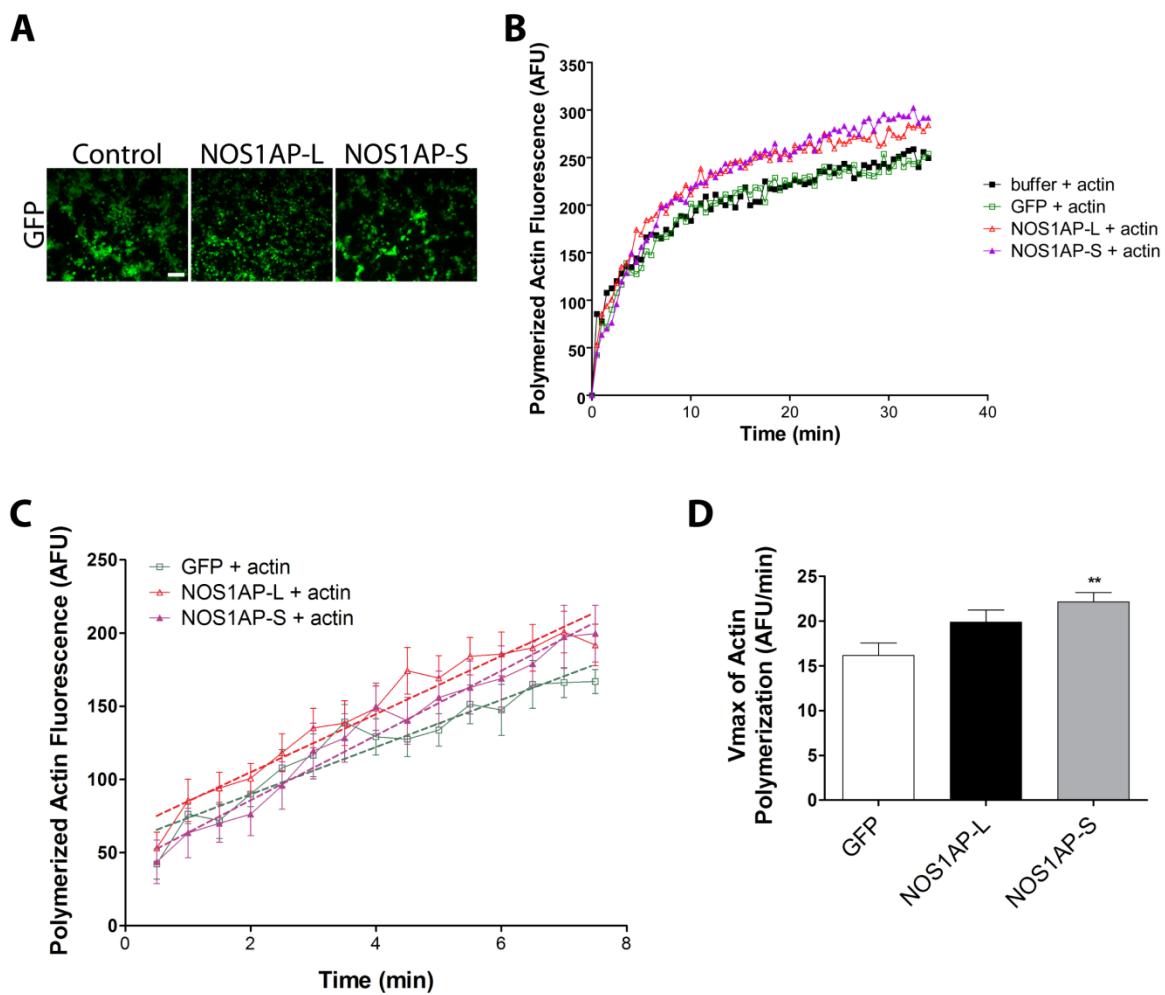 A
Control NOS1AP-L NOS1AP-S
GFP
B
Polymerized Actin Fluorescence (AFU)
350
300
250
200
150
100
50
0
0 10 20 30 40
Time (min)
buffer + actin
GFP + actin
NOS1AP-L + actin
NOS1AP-S + actin
C
Polymerized Actin Fluorescence (AFU)
250
200
150
100
50
0
0 2 4 6 8
Time (min)
GFP + actin
NOS1AP-L + actin
NOS1AP-S + actin
D
Vmax of Actin
Polymerization (AFU/min)
25
20
15
10
5
0
**
GFP
NOS1AP-L
NOS1AP-S